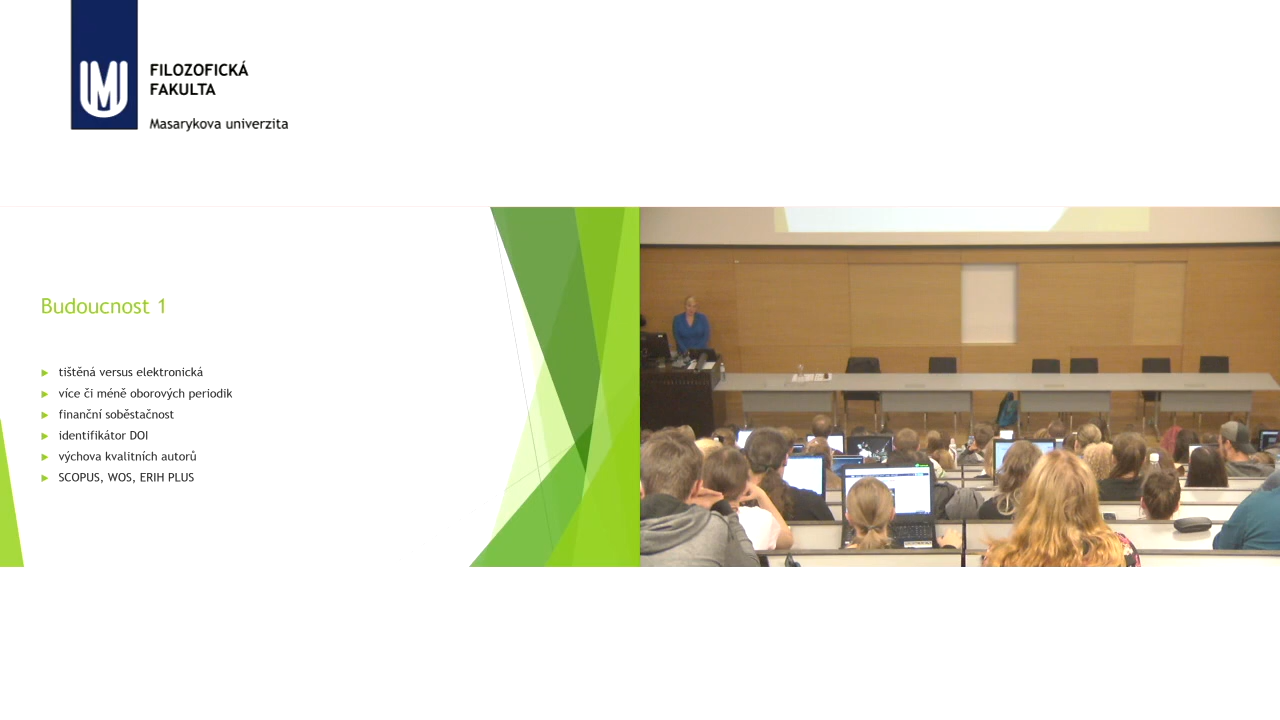 FILOZOFICKÁ
FAKULTA
Masarykova univerzita
Budoucnost 1
tištěná versus elektronická
více či méně oborových periodik
finanční soběstačnost
identifikátor DOI
výchova kvalitních autorů
SCOPUS, WOS, ERIH PLUS